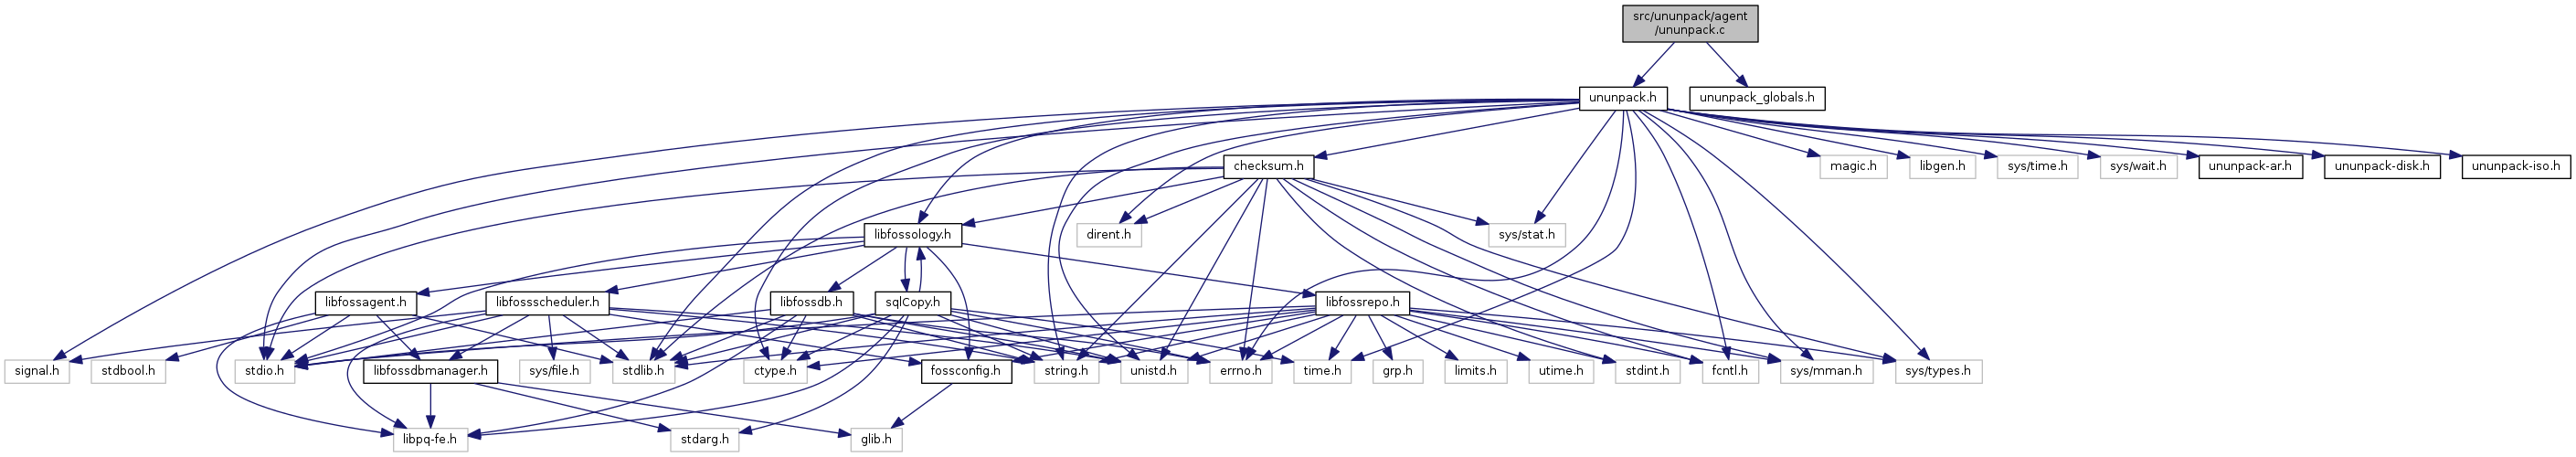 src/ununpack/agent
/ununpack.c
ununpack.h
ununpack_globals.h
checksum.h
magic.h
libgen.h
sys/time.h
sys/wait.h
ununpack-ar.h
ununpack-disk.h
ununpack-iso.h
libfossology.h
dirent.h
sys/stat.h
libfossagent.h
libfossscheduler.h
libfossdb.h
sqlCopy.h
libfossrepo.h
signal.h
stdbool.h
stdio.h
libfossdbmanager.h
sys/file.h
stdlib.h
ctype.h
fossconfig.h
string.h
unistd.h
errno.h
time.h
grp.h
limits.h
utime.h
stdint.h
fcntl.h
sys/mman.h
sys/types.h
libpq-fe.h
stdarg.h
glib.h